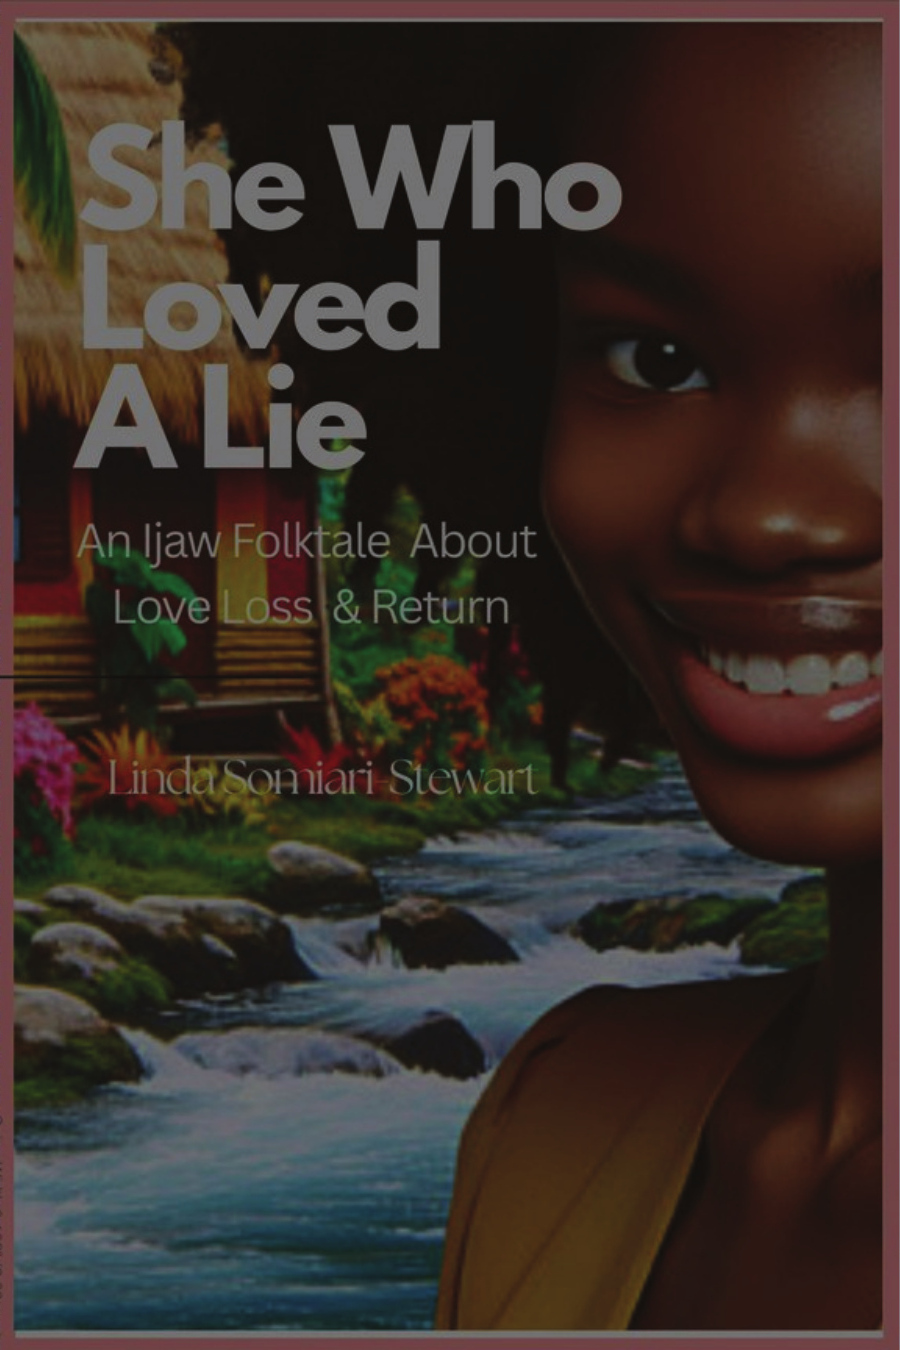 She Who
Loved
A Lie
An Ijaw Folktale About
Love Loss & Return
Linda Somiari-Stewart